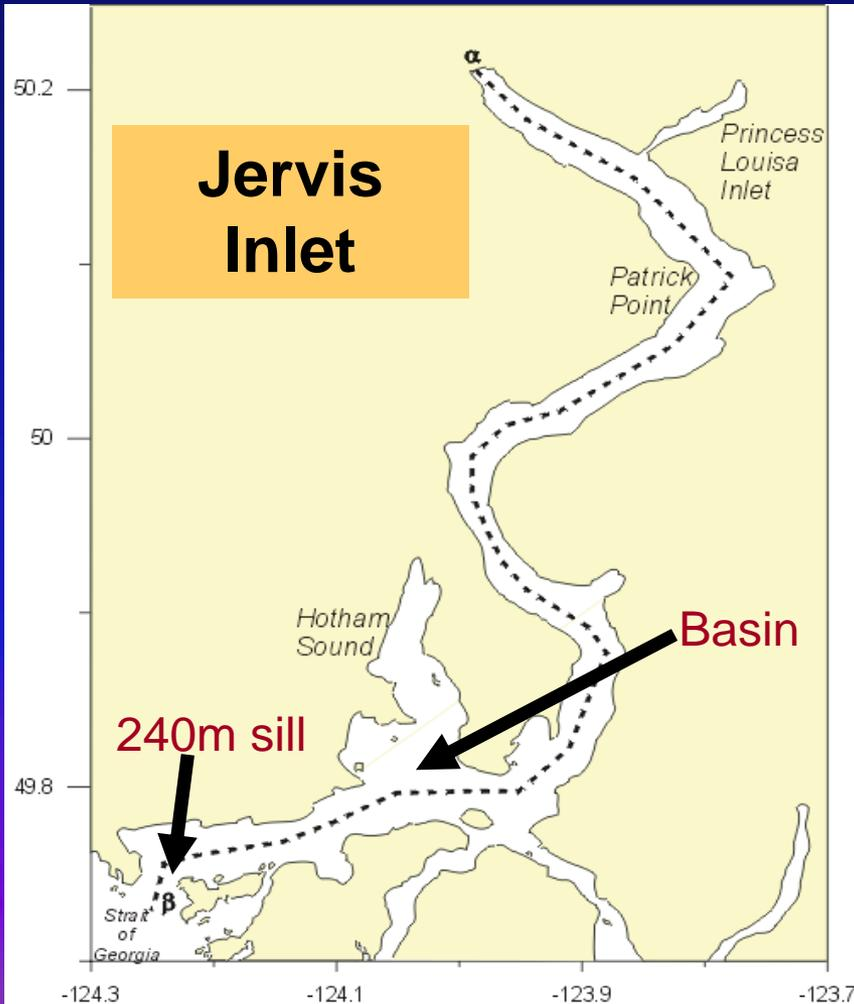 α
50.2
Princess
Louisa
Inlet
Jervis
Inlet
Patrick
Point
50
Hotham
Sound
Basin
240m sill
49.8
β
Strait
of
Georgia
-124.3
-124.1
-123.9
-123.7